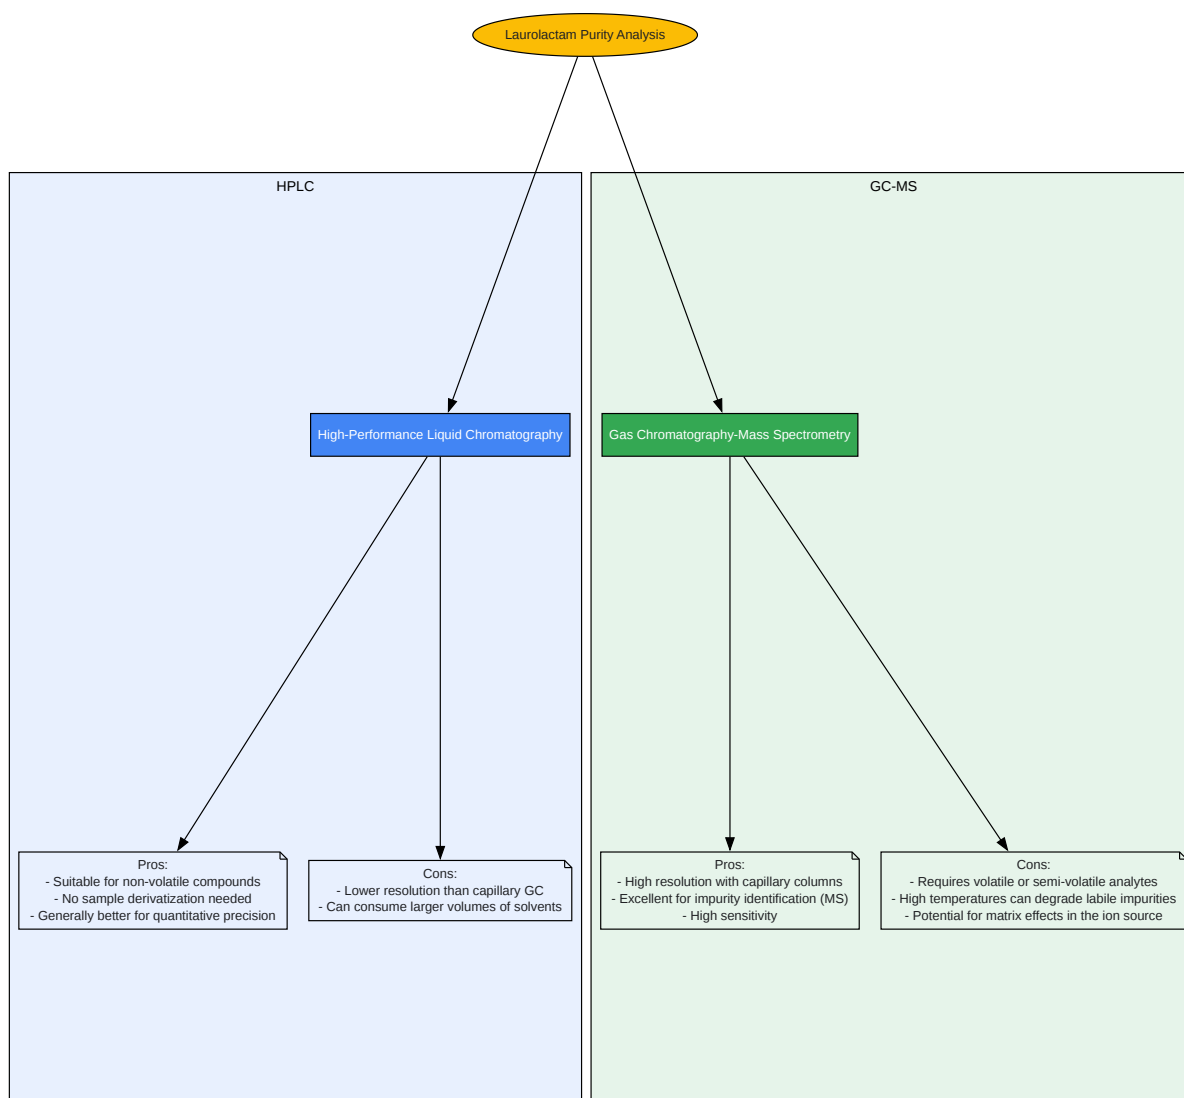 Laurolactam Purity Analysis
HPLC
GC-MS
High-Performance Liquid Chromatography
Gas Chromatography-Mass Spectrometry
Pros:
- Suitable for non-volatile compounds
- No sample derivatization needed
- Generally better for quantitative precision
Cons:
- Lower resolution than capillary GC
- Can consume larger volumes of solvents
Pros:
- High resolution with capillary columns
- Excellent for impurity identification (MS)
- High sensitivity
Cons:
- Requires volatile or semi-volatile analytes
- High temperatures can degrade labile impurities
- Potential for matrix effects in the ion source